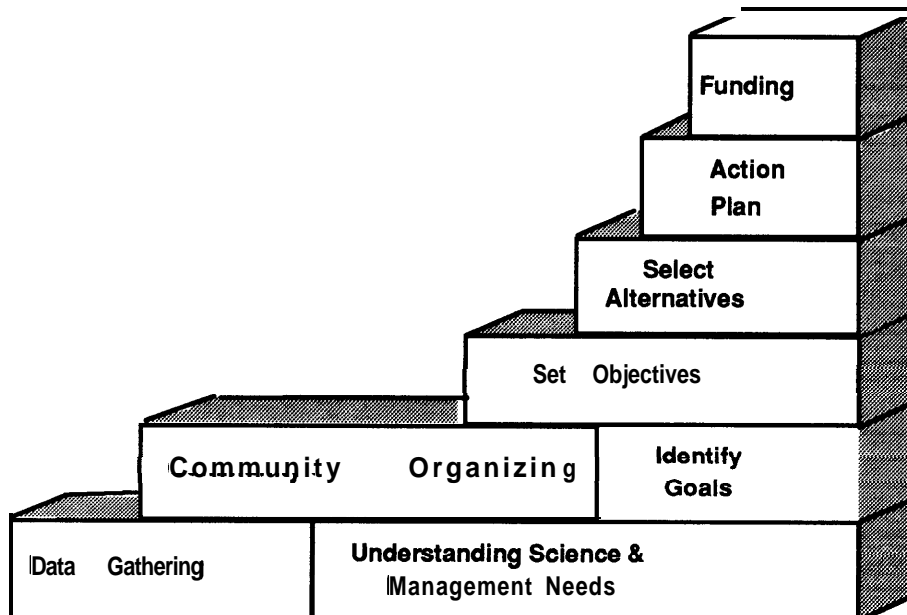 Funding
Action
Plan
Select
Alternatives
Set Objectives
Community Organizing
Identify
Goals
Data Gathering
Understanding Science &
Management Needs